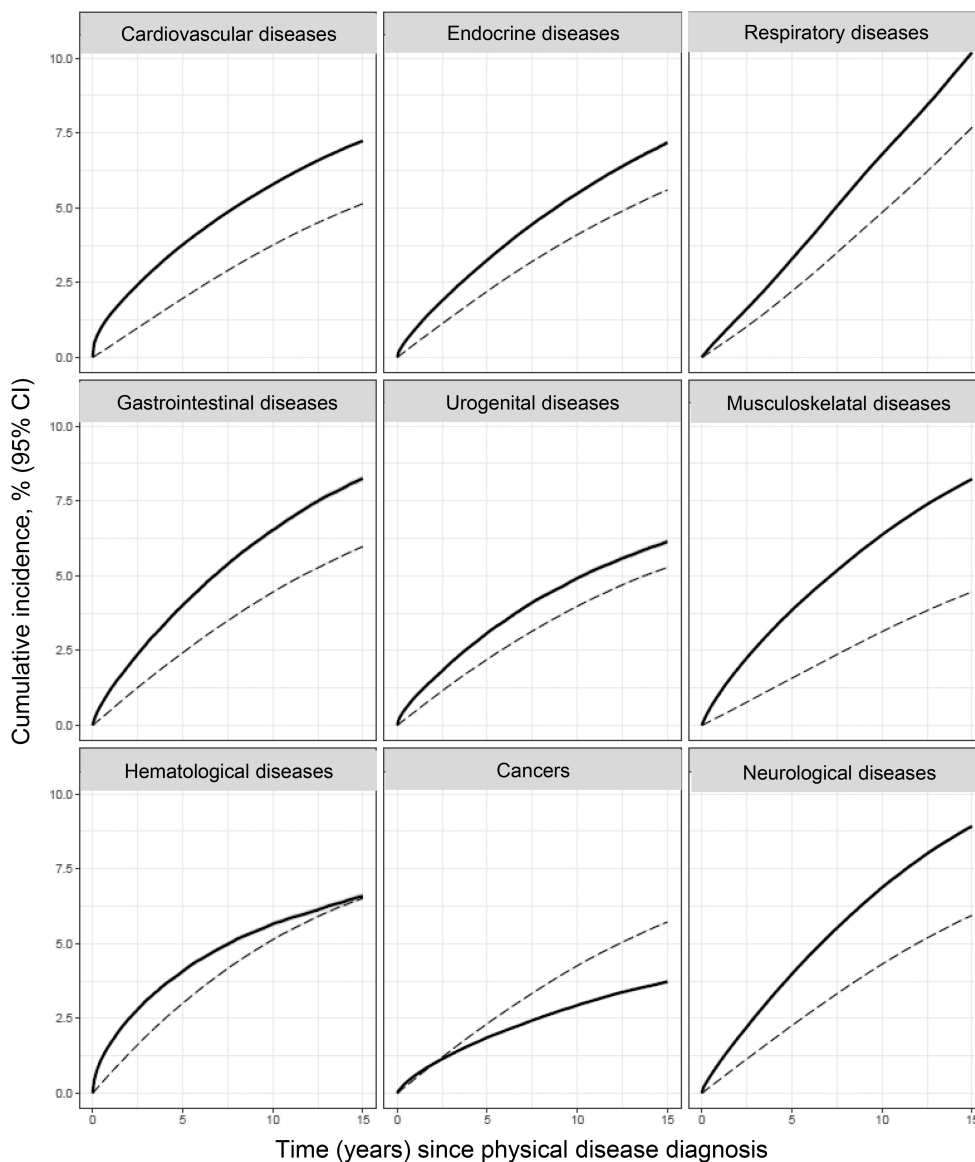 Cardiovascular diseases
Endocrine diseases
Respiratory diseases
10.0
7.5
5.0
2.5
0.0
Gastrointestinal diseases
Urogenital diseases
Musculoskelatal diseases
10.0
7.5
5.0
2.5
0.0
Hematological diseases
Cancers
Neurological diseases
10.0
7.5
5.0
2.5
0.0
0 5 10 15
0 5 10 15
0 5 10 15
Cumulative incidence, % (95% CI)
Time (years) since physical disease diagnosis